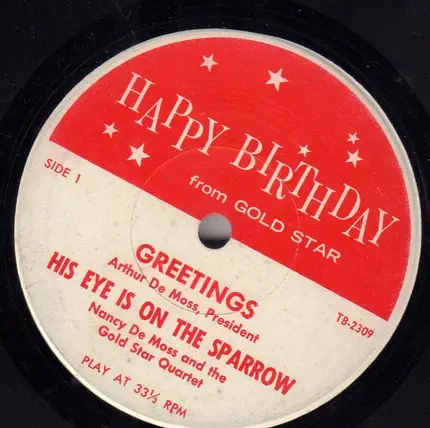 HAPPY BIRTHDAY
from GOLD STAR
SIDE 1
TB-2309
GREETINGS
Arthur De Moss, President
HIS EYE IS ON THE SPARROW
Nancy De Moss and the
Gold Star Quartet
PLAY AT 33⅓ RPM